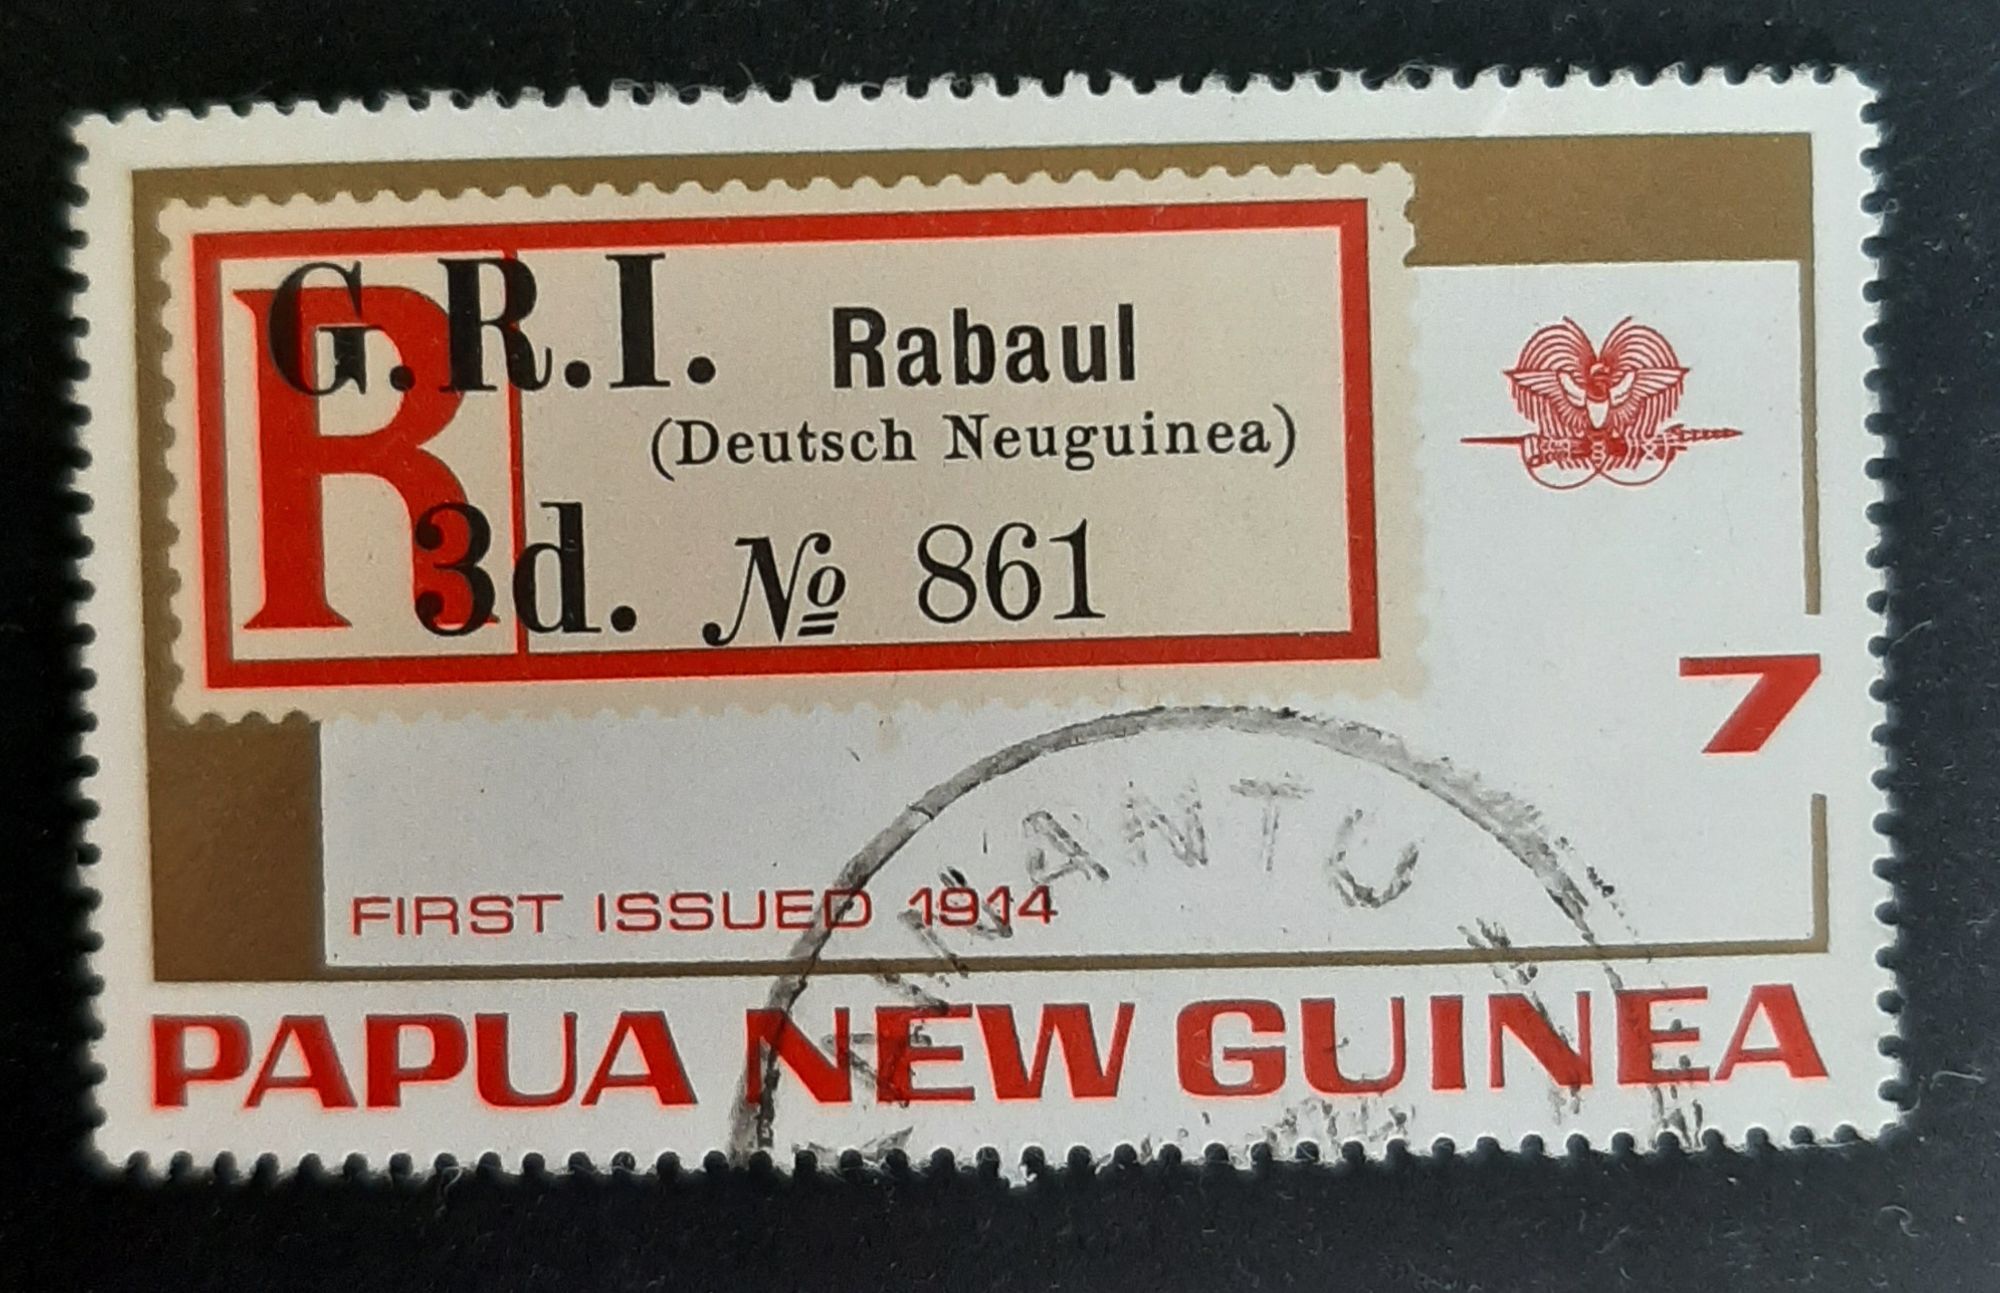 G.R.I. Rabaul
R
(Deutsch Neuguinea)
3d. № 861
7
FIRST ISSUED 1914
PAPUA NEW GUINEA